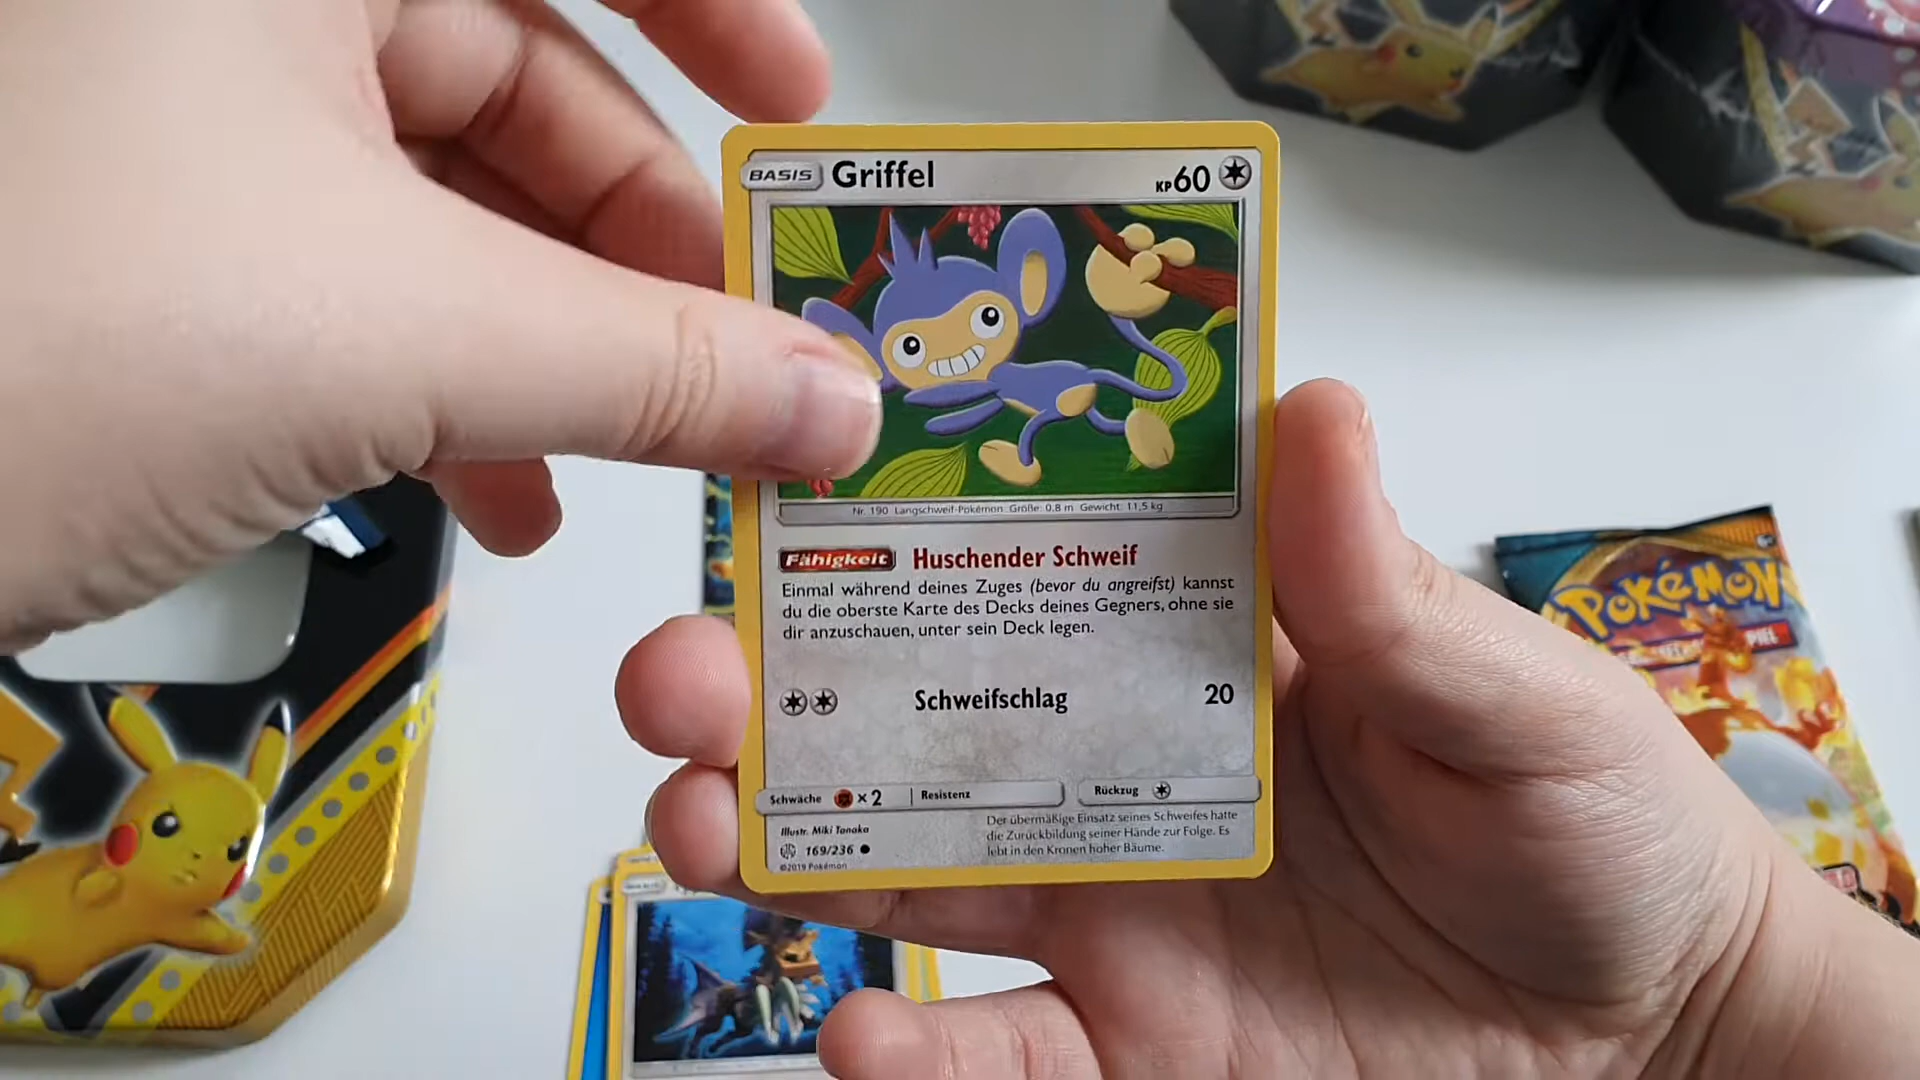 BASIS Griffel KP60
Nr. 190 Langschweif-Pokémon Größe: 0,8 m Gewicht: 11,5 kg
Fähigkeit Huschender Schweif
Einmal während deines Zuges (bevor du angreifst) kannst
du die oberste Karte des Decks deines Gegners, ohne sie
dir anzuschauen, unter sein Deck legen.
Schweifschlag 20
Schwäche ×2 Resistenz Rückzug
Illustr. Miki Tanaka
169/236
©2019 Pokémon
Der übermäßige Einsatz seines Schweifes hatte
die Zurückbildung seiner Hände zur Folge. Es
lebt in den Kronen hoher Bäume.
POKéMON